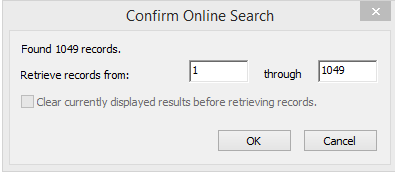 Confirm Online Search
Found 1049 records.
Retrieve records from: 1 through 1049
Clear currently displayed results before retrieving records.
OK Cancel